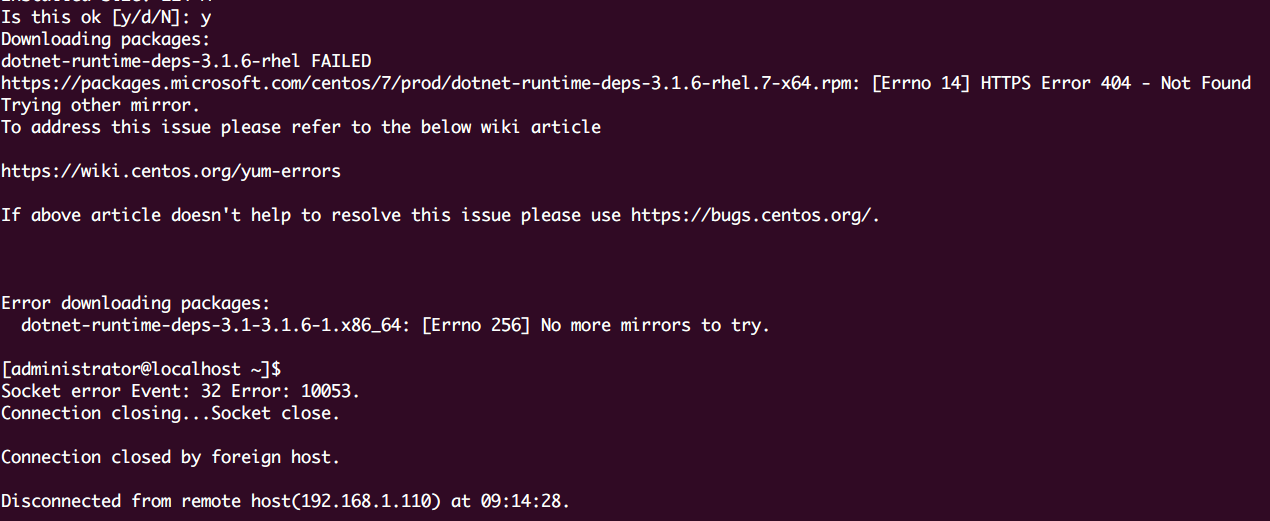 Is this ok [y/d/N]: y
Downloading packages:
dotnet-runtime-deps-3.1.6-rhel FAILED
https://packages.microsoft.com/centos/7/prod/dotnet-runtime-deps-3.1.6-rhel.7-x64.rpm: [Errno 14] HTTPS Error 404 - Not Found
Trying other mirror.
To address this issue please refer to the below wiki article
https://wiki.centos.org/yum-errors
If above article doesn't help to resolve this issue please use https://bugs.centos.org/.
Error downloading packages:
dotnet-runtime-deps-3.1-3.1.6-1.x86_64: [Errno 256] No more mirrors to try.
[administrator@localhost ~]$
Socket error Event: 32 Error: 10053.
Connection closing...Socket close.
Connection closed by foreign host.
Disconnected from remote host(192.168.1.110) at 09:14:28.